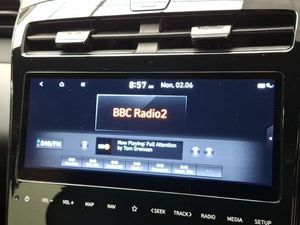 8:57 AM Mon, 02.06
BBC Radio2
DAB/FM
Now Playing: Full Attention
by Tom Grennan
VOL - VOL + MAP NAV < SEEK TRACK > RADIO MEDIA SETUP